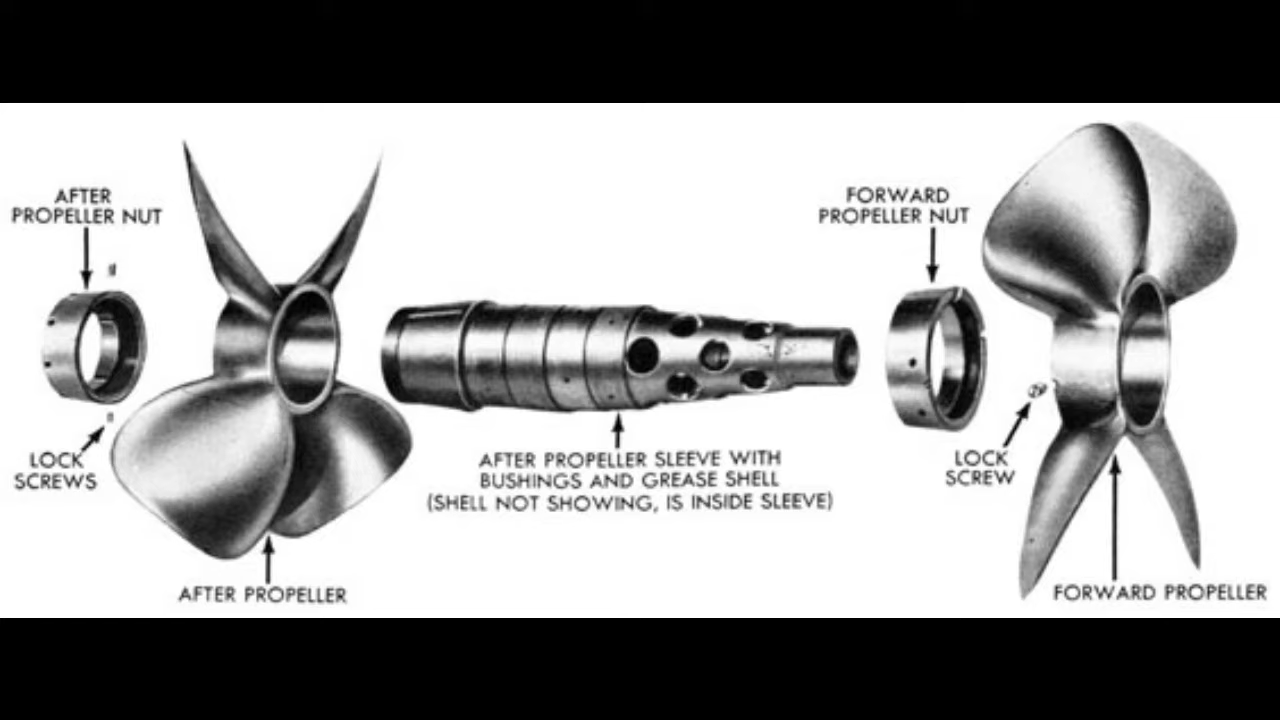 AFTER
PROPELLER NUT
LOCK
SCREWS
AFTER PROPELLER
AFTER PROPELLER SLEEVE WITH
BUSHINGS AND GREASE SHELL
(SHELL NOT SHOWING, IS INSIDE SLEEVE)
FORWARD
PROPELLER NUT
LOCK
SCREW
FORWARD PROPELLER